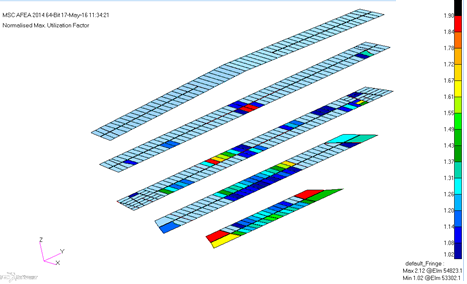 MSC AFEA 2014 64-Bit 17-May-16 11:34:21
Normalised Max. Utilization Factor
1.90
1.84
1.78
1.72
1.67
1.61
1.55
1.49
1.43
1.37
1.31
1.26
1.20
1.14
1.08
1.02
Z
Y
X
default_Fringe :
Max 2.12 @Elm 54823.1
Min 1.02 @Elm 53302.1